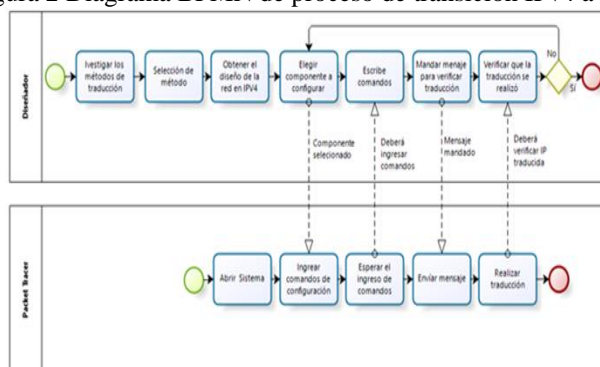 Figura 2 Diagrama BPMN de proceso de transición IPV4 a
Diseñador
Ivestigar los
métodos de
traducción
Selección de
método
Obtener el
diseño de la
red en IPV4
Elegir
componente a
configurar
Escribe
comandos
Mandar menaje
para verificar
traducción
Verificar que la
traducción se
realizó
No
Sí
Componente
selecionado
Deberá
ingresar
comandos
Mensaje
mandado
Deberá
verificar IP
traducida
Packet Tracer
Abrir Sistema
Ingrear
comandos de
configuración
Esperar el
ingreso de
comandos
Envíar mensaje
Realizar
traducción